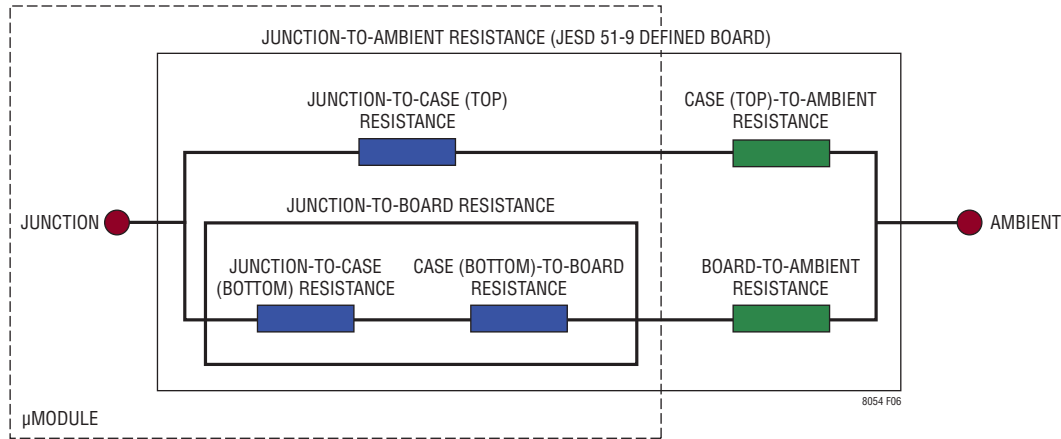 JUNCTION-TO-AMBIENT RESISTANCE (JESD 51-9 DEFINED BOARD)
JUNCTION-TO-CASE (TOP)
RESISTANCE
CASE (TOP)-TO-AMBIENT
RESISTANCE
JUNCTION
JUNCTION-TO-BOARD RESISTANCE
AMBIENT
JUNCTION-TO-CASE
(BOTTOM) RESISTANCE
CASE (BOTTOM)-TO-BOARD
RESISTANCE
BOARD-TO-AMBIENT
RESISTANCE
8054 F06
µMODULE